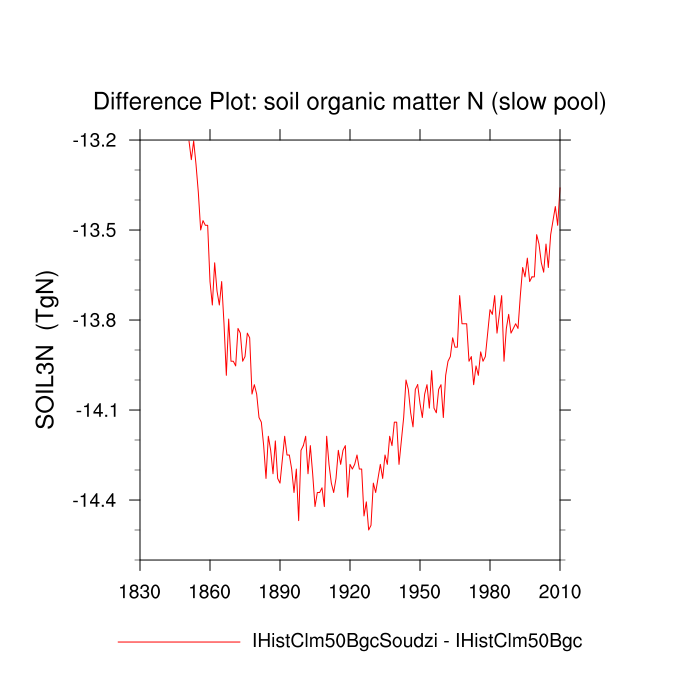 Difference Plot: soil organic matter N (slow pool)
-13.2
-13.5
-13.8
-14.1
-14.4
SOIL3N (TgN)
1830 1860 1890 1920 1950 1980 2010
IHistClm50BgcSoudzi - IHistClm50Bgc